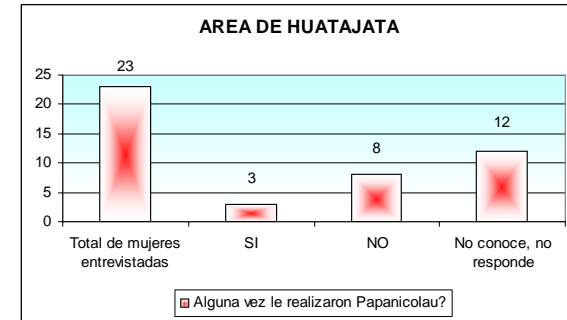 AREA DE HUATAJATA
25
20
15
10
5
0
23
3
8
12
Total de mujeres
entrevistadas
SI
NO
No conoce, no
responde
Alguna vez le realizaron Papanicolau?